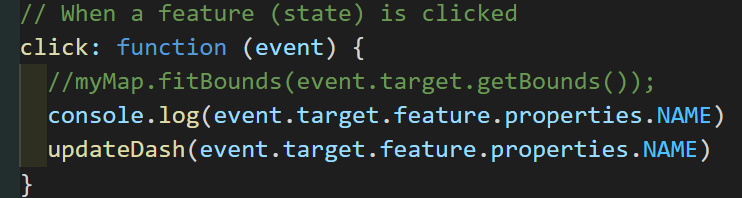 // When a feature (state) is clicked
click: function (event) {
//myMap.fitBounds(event.target.getBounds());
console.log(event.target.feature.properties.NAME)
updateDash(event.target.feature.properties.NAME)
}